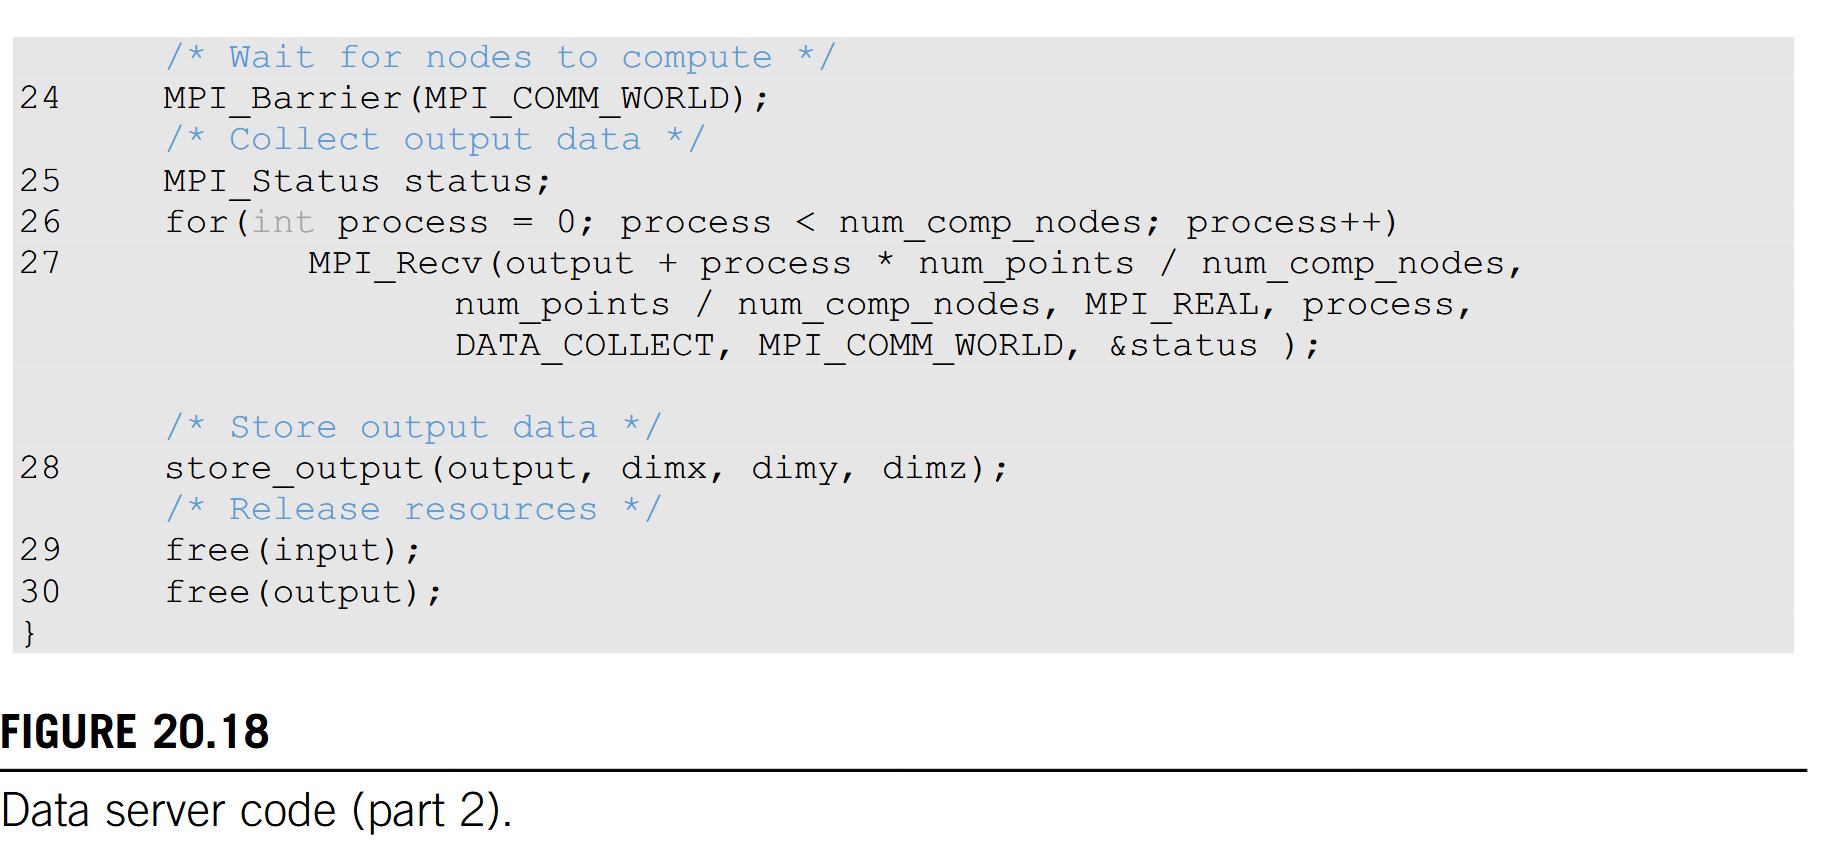 /* Wait for nodes to compute */
24 MPI_Barrier(MPI_COMM_WORLD);
/* Collect output data */
25 MPI_Status status;
26 for(int process = 0; process < num_comp_nodes; process++)
27 MPI_Recv(output + process * num_points / num_comp_nodes,
num_points / num_comp_nodes, MPI_REAL, process,
DATA_COLLECT, MPI_COMM_WORLD, &status );
/* Store output data */
28 store_output(output, dimx, dimy, dimz);
/* Release resources */
29 free(input);
30 free(output);
}
FIGURE 20.18
Data server code (part 2).